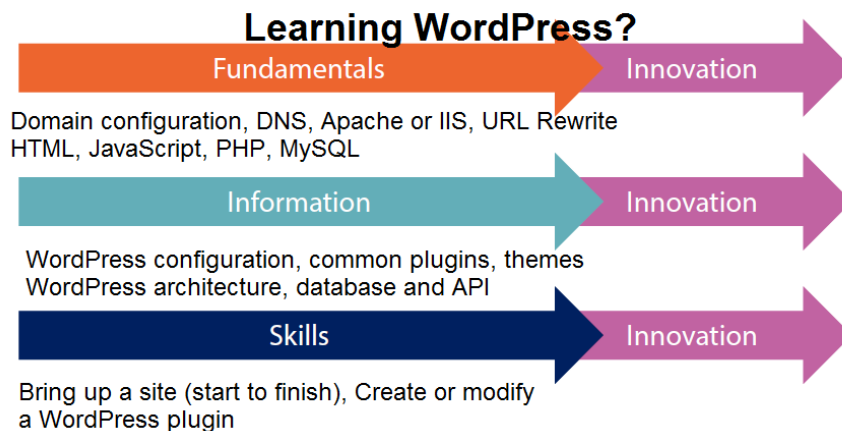 Learning WordPress?
Fundamentals
Innovation
Domain configuration, DNS, Apache or IIS, URL Rewrite
HTML, JavaScript, PHP, MySQL
Information
Innovation
WordPress configuration, common plugins, themes
WordPress architecture, database and API
Skills
Innovation
Bring up a site (start to finish), Create or modify
a WordPress plugin